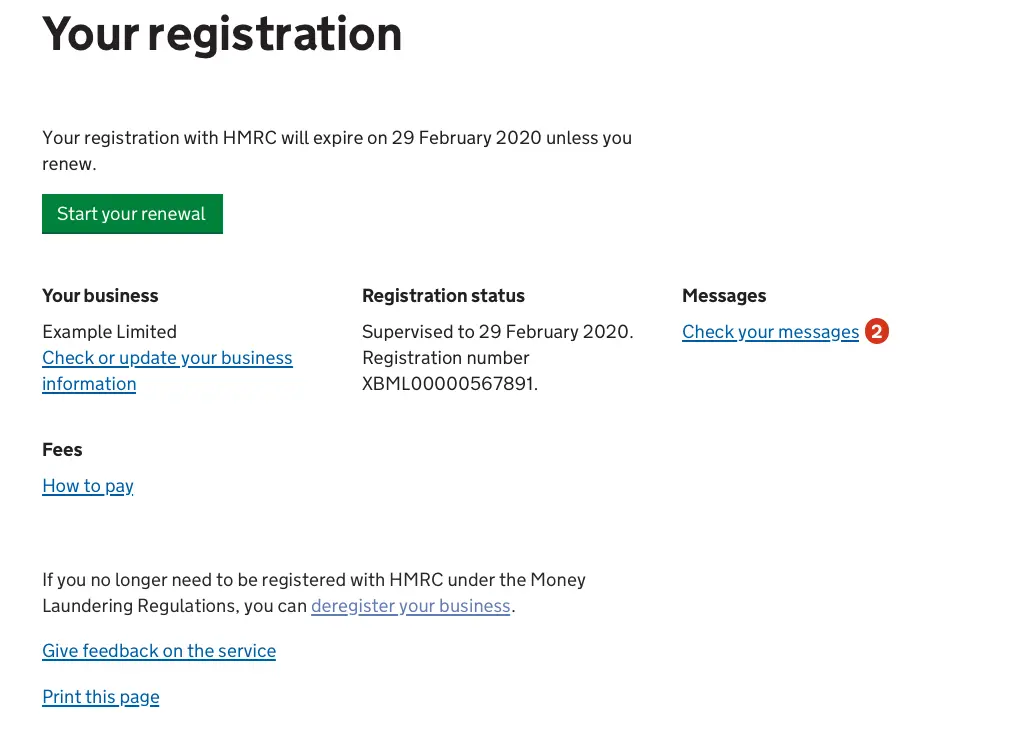 Your registration
Your registration with HMRC will expire on 29 February 2020 unless you
renew.
Start your renewal
Your business
Example Limited
Check or update your business
information
Registration status
Supervised to 29 February 2020.
Registration number
XBML00000567891.
Messages
Check your messages 2
Fees
How to pay
If you no longer need to be registered with HMRC under the Money
Laundering Regulations, you can deregister your business.
Give feedback on the service
Print this page